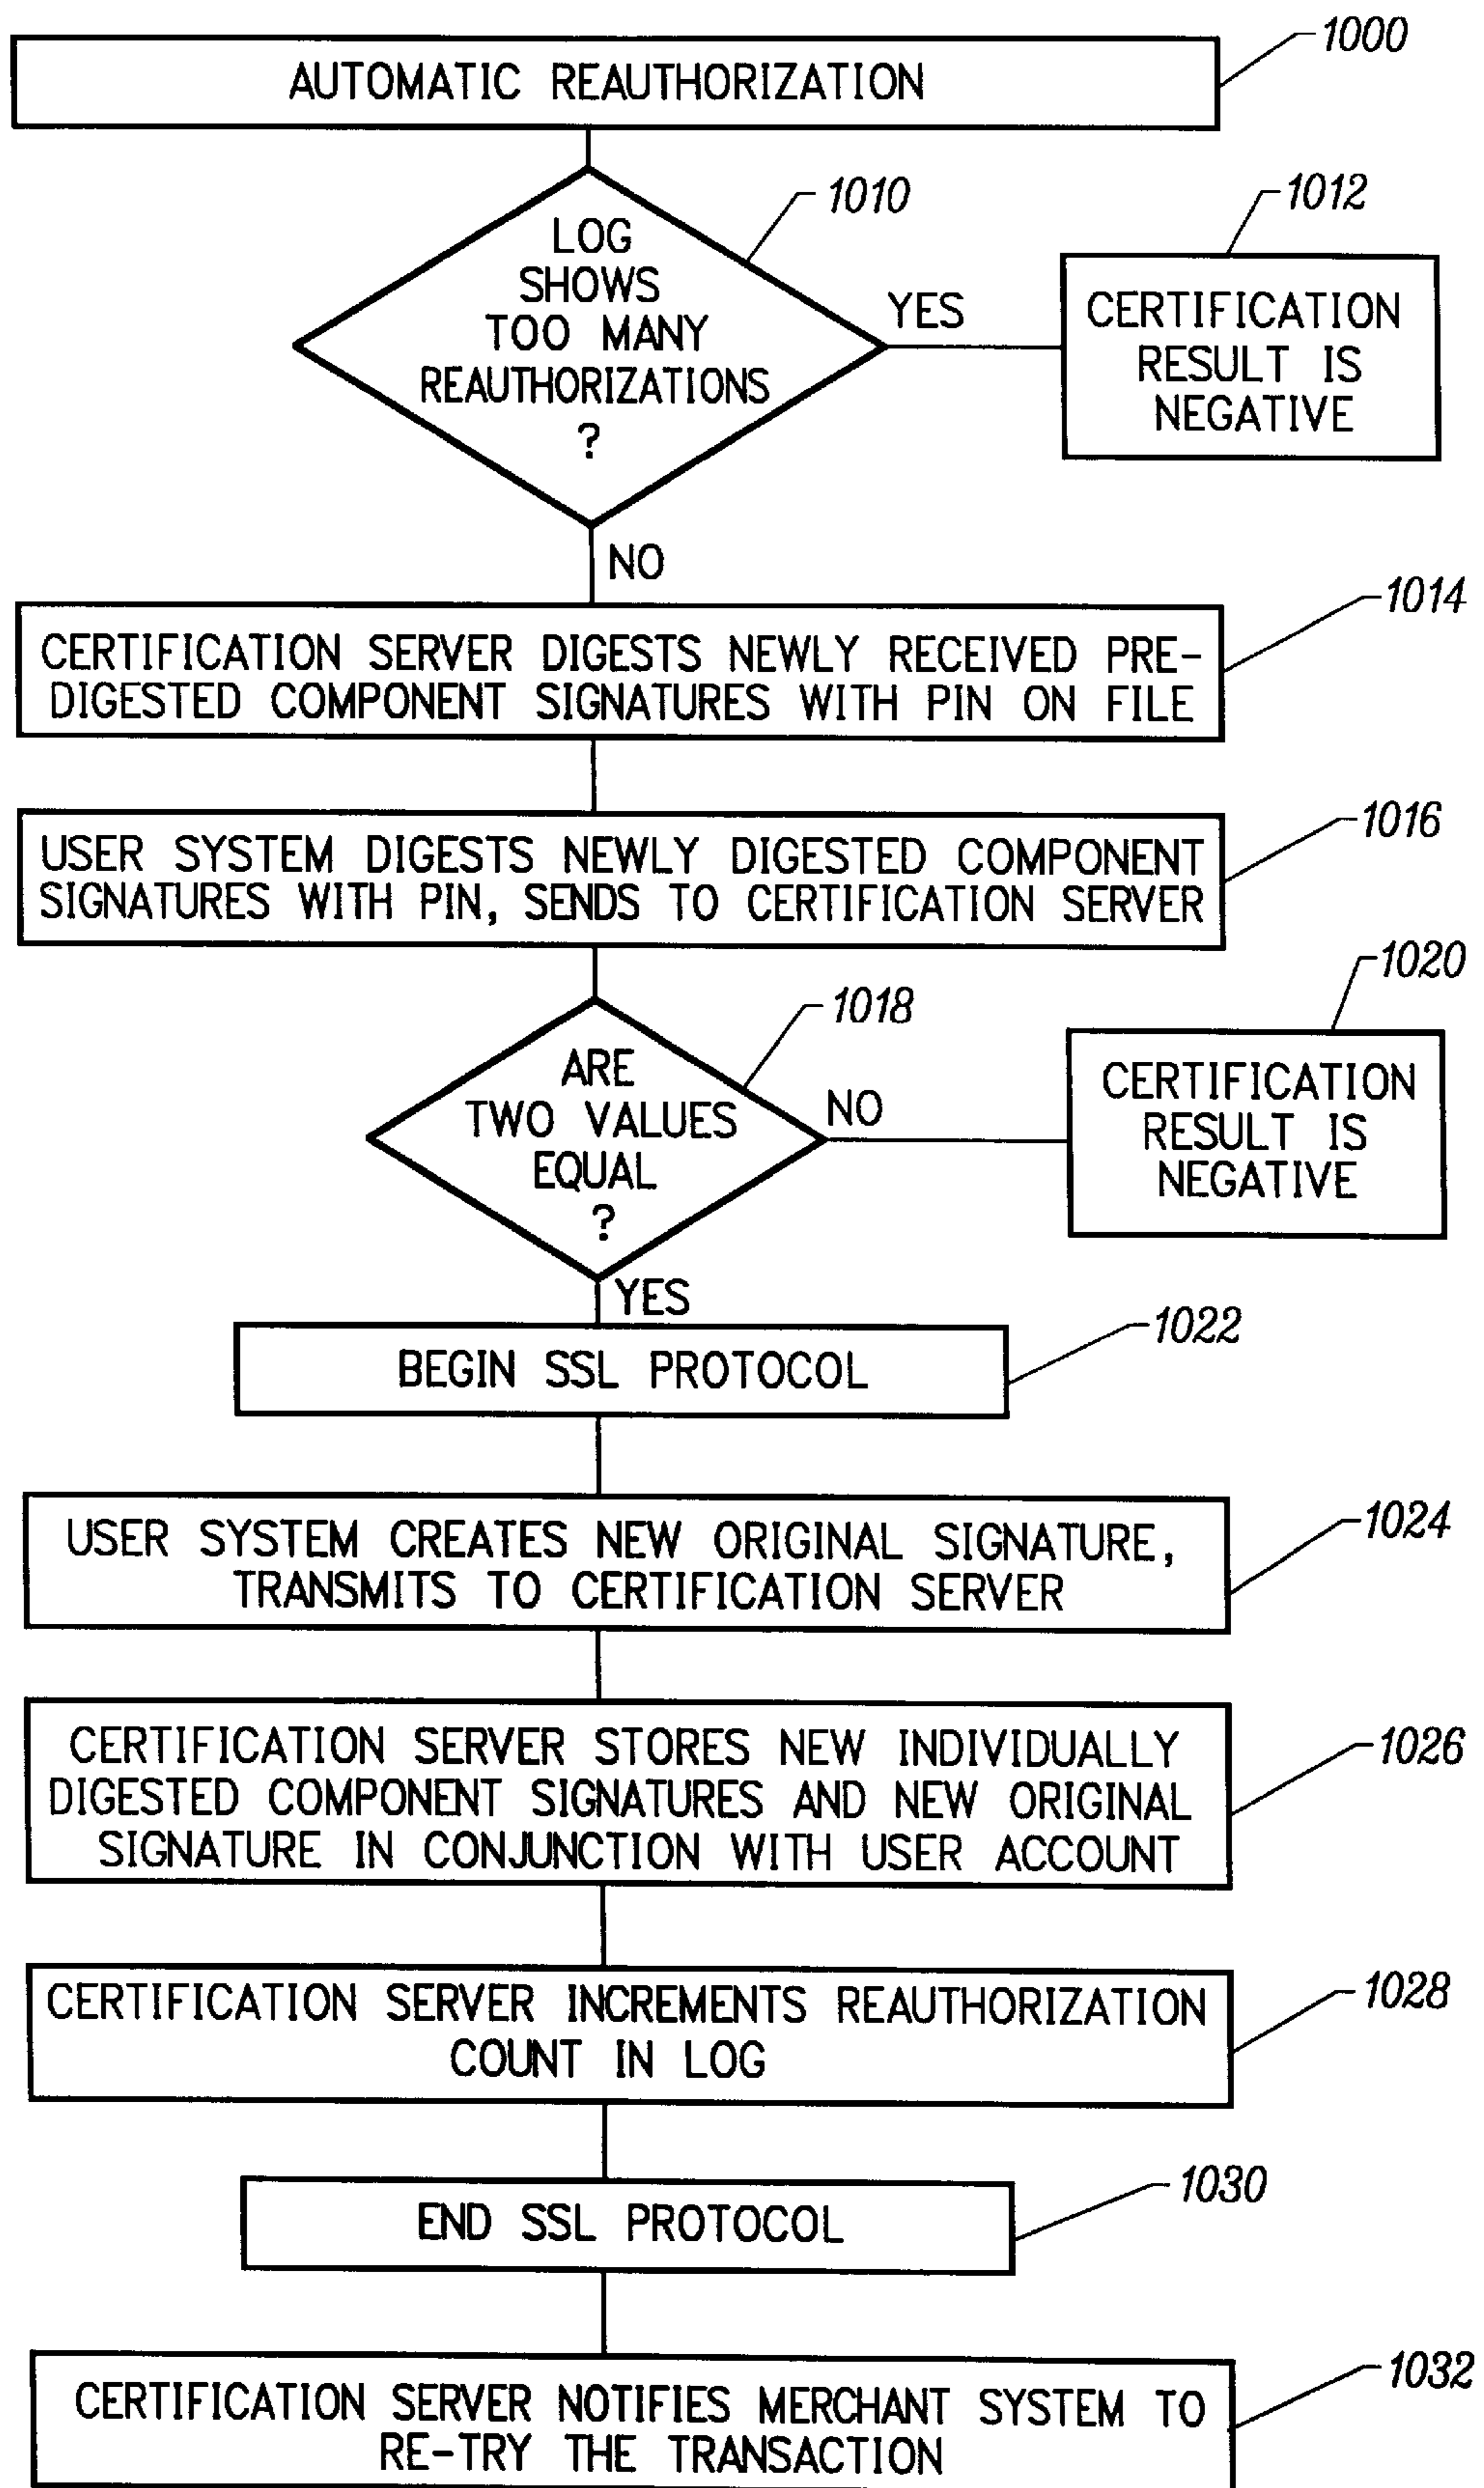 1000
AUTOMATIC REAUTHORIZATION
1010
LOG
SHOWS
TOO MANY
REAUTHORIZATIONS
?
YES
1012
CERTIFICATION
RESULT IS
NEGATIVE
NO
1014
CERTIFICATION SERVER DIGESTS NEWLY RECEIVED PRE-
DIGESTED COMPONENT SIGNATURES WITH PIN ON FILE
1016
USER SYSTEM DIGESTS NEWLY DIGESTED COMPONENT
SIGNATURES WITH PIN, SENDS TO CERTIFICATION SERVER
1018
ARE
TWO VALUES
EQUAL
?
NO
1020
CERTIFICATION
RESULT IS
NEGATIVE
YES
1022
BEGIN SSL PROTOCOL
1024
USER SYSTEM CREATES NEW ORIGINAL SIGNATURE,
TRANSMITS TO CERTIFICATION SERVER
1026
CERTIFICATION SERVER STORES NEW INDIVIDUALLY
DIGESTED COMPONENT SIGNATURES AND NEW ORIGINAL
SIGNATURE IN CONJUNCTION WITH USER ACCOUNT
1028
CERTIFICATION SERVER INCREMENTS REAUTHORIZATION
COUNT IN LOG
1030
END SSL PROTOCOL
1032
CERTIFICATION SERVER NOTIFIES MERCHANT SYSTEM TO
RE-TRY THE TRANSACTION